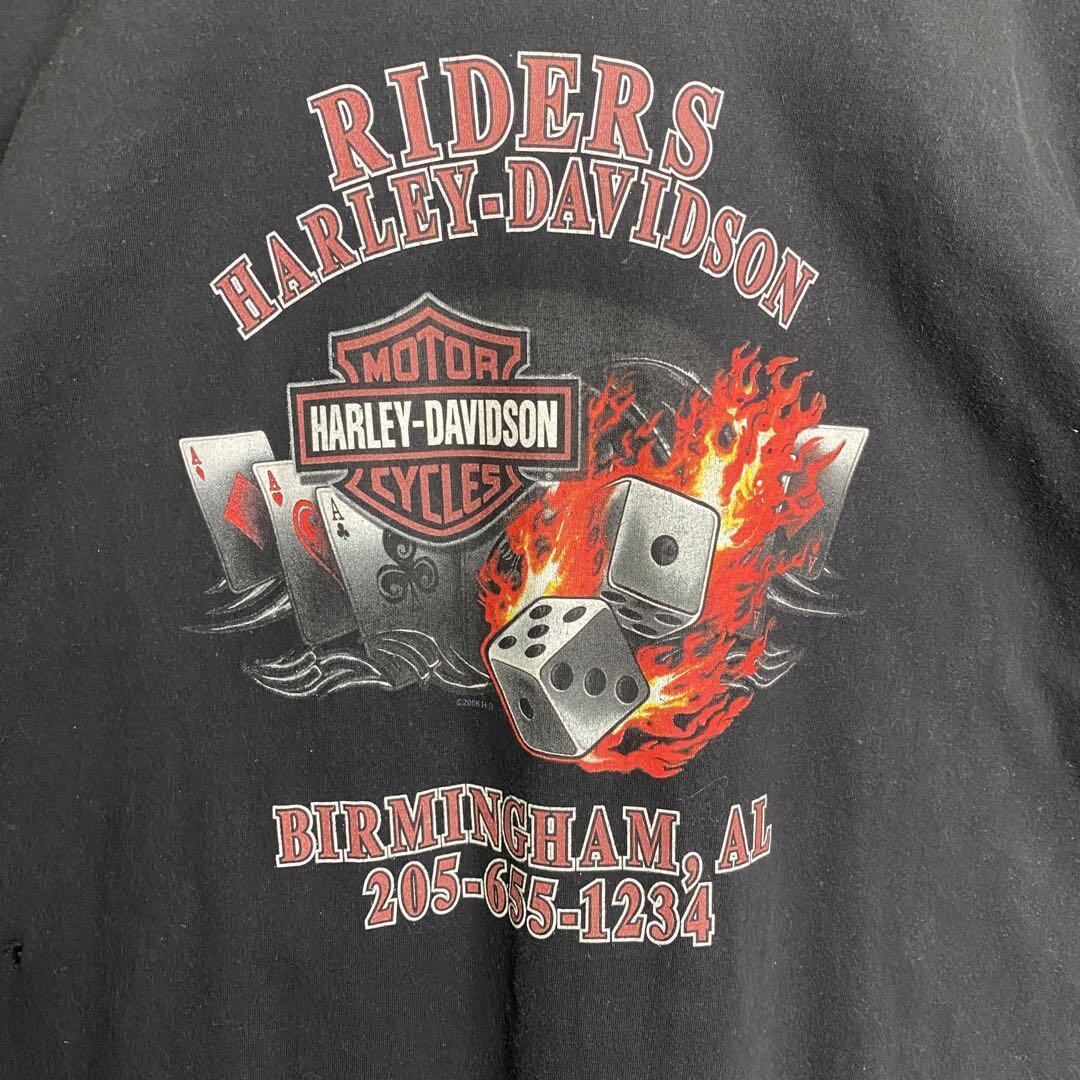 RIDERS
HARLEY-DAVIDSON
MOTOR
HARLEY-DAVIDSON
CYCLES
A
A
A
A
BIRMINGHAM, AL
205-655-1234